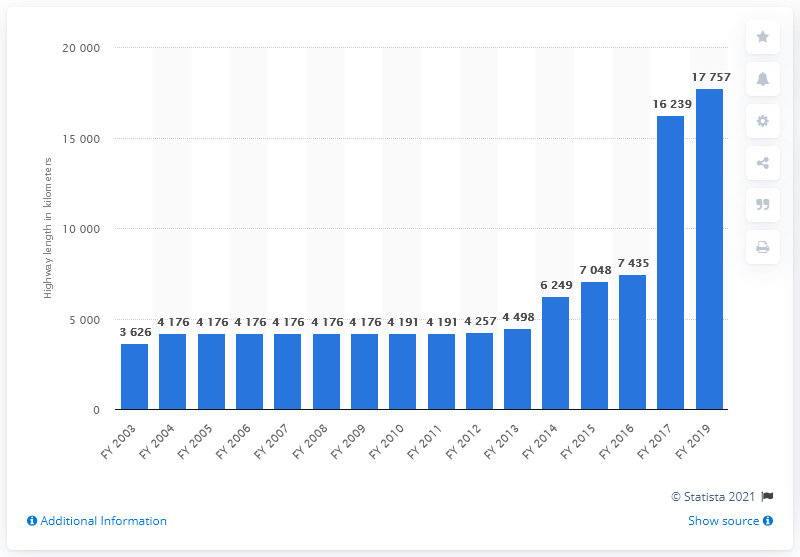 20 000
15 000
10 000
5 000
0
Highway length in kilometers
3 626
4 176
4 176
4 176
4 176
4 176
4 176
4 191
4 191
4 257
4 498
6 249
7 048
7 435
16 239
17 757
FY 2003
FY 2004
FY 2005
FY 2006
FY 2007
FY 2008
FY 2009
FY 2010
FY 2011
FY 2012
FY 2013
FY 2014
FY 2015
FY 2016
FY 2017
FY 2019
© Statista 2021
Additional Information
Show source